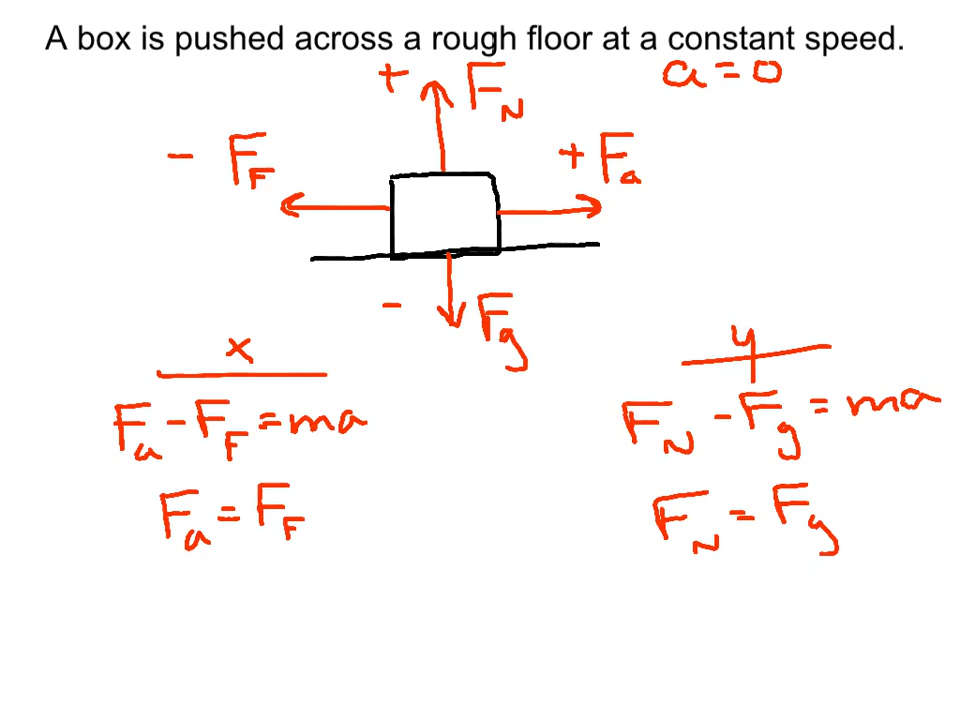 A box is pushed across a rough floor at a constant speed.
a = 0
+ F_N
- F_F
+ F_a
- F_g
x
F_a - F_F = ma
F_a = F_F
y
F_N - F_g = ma
F_N = F_g